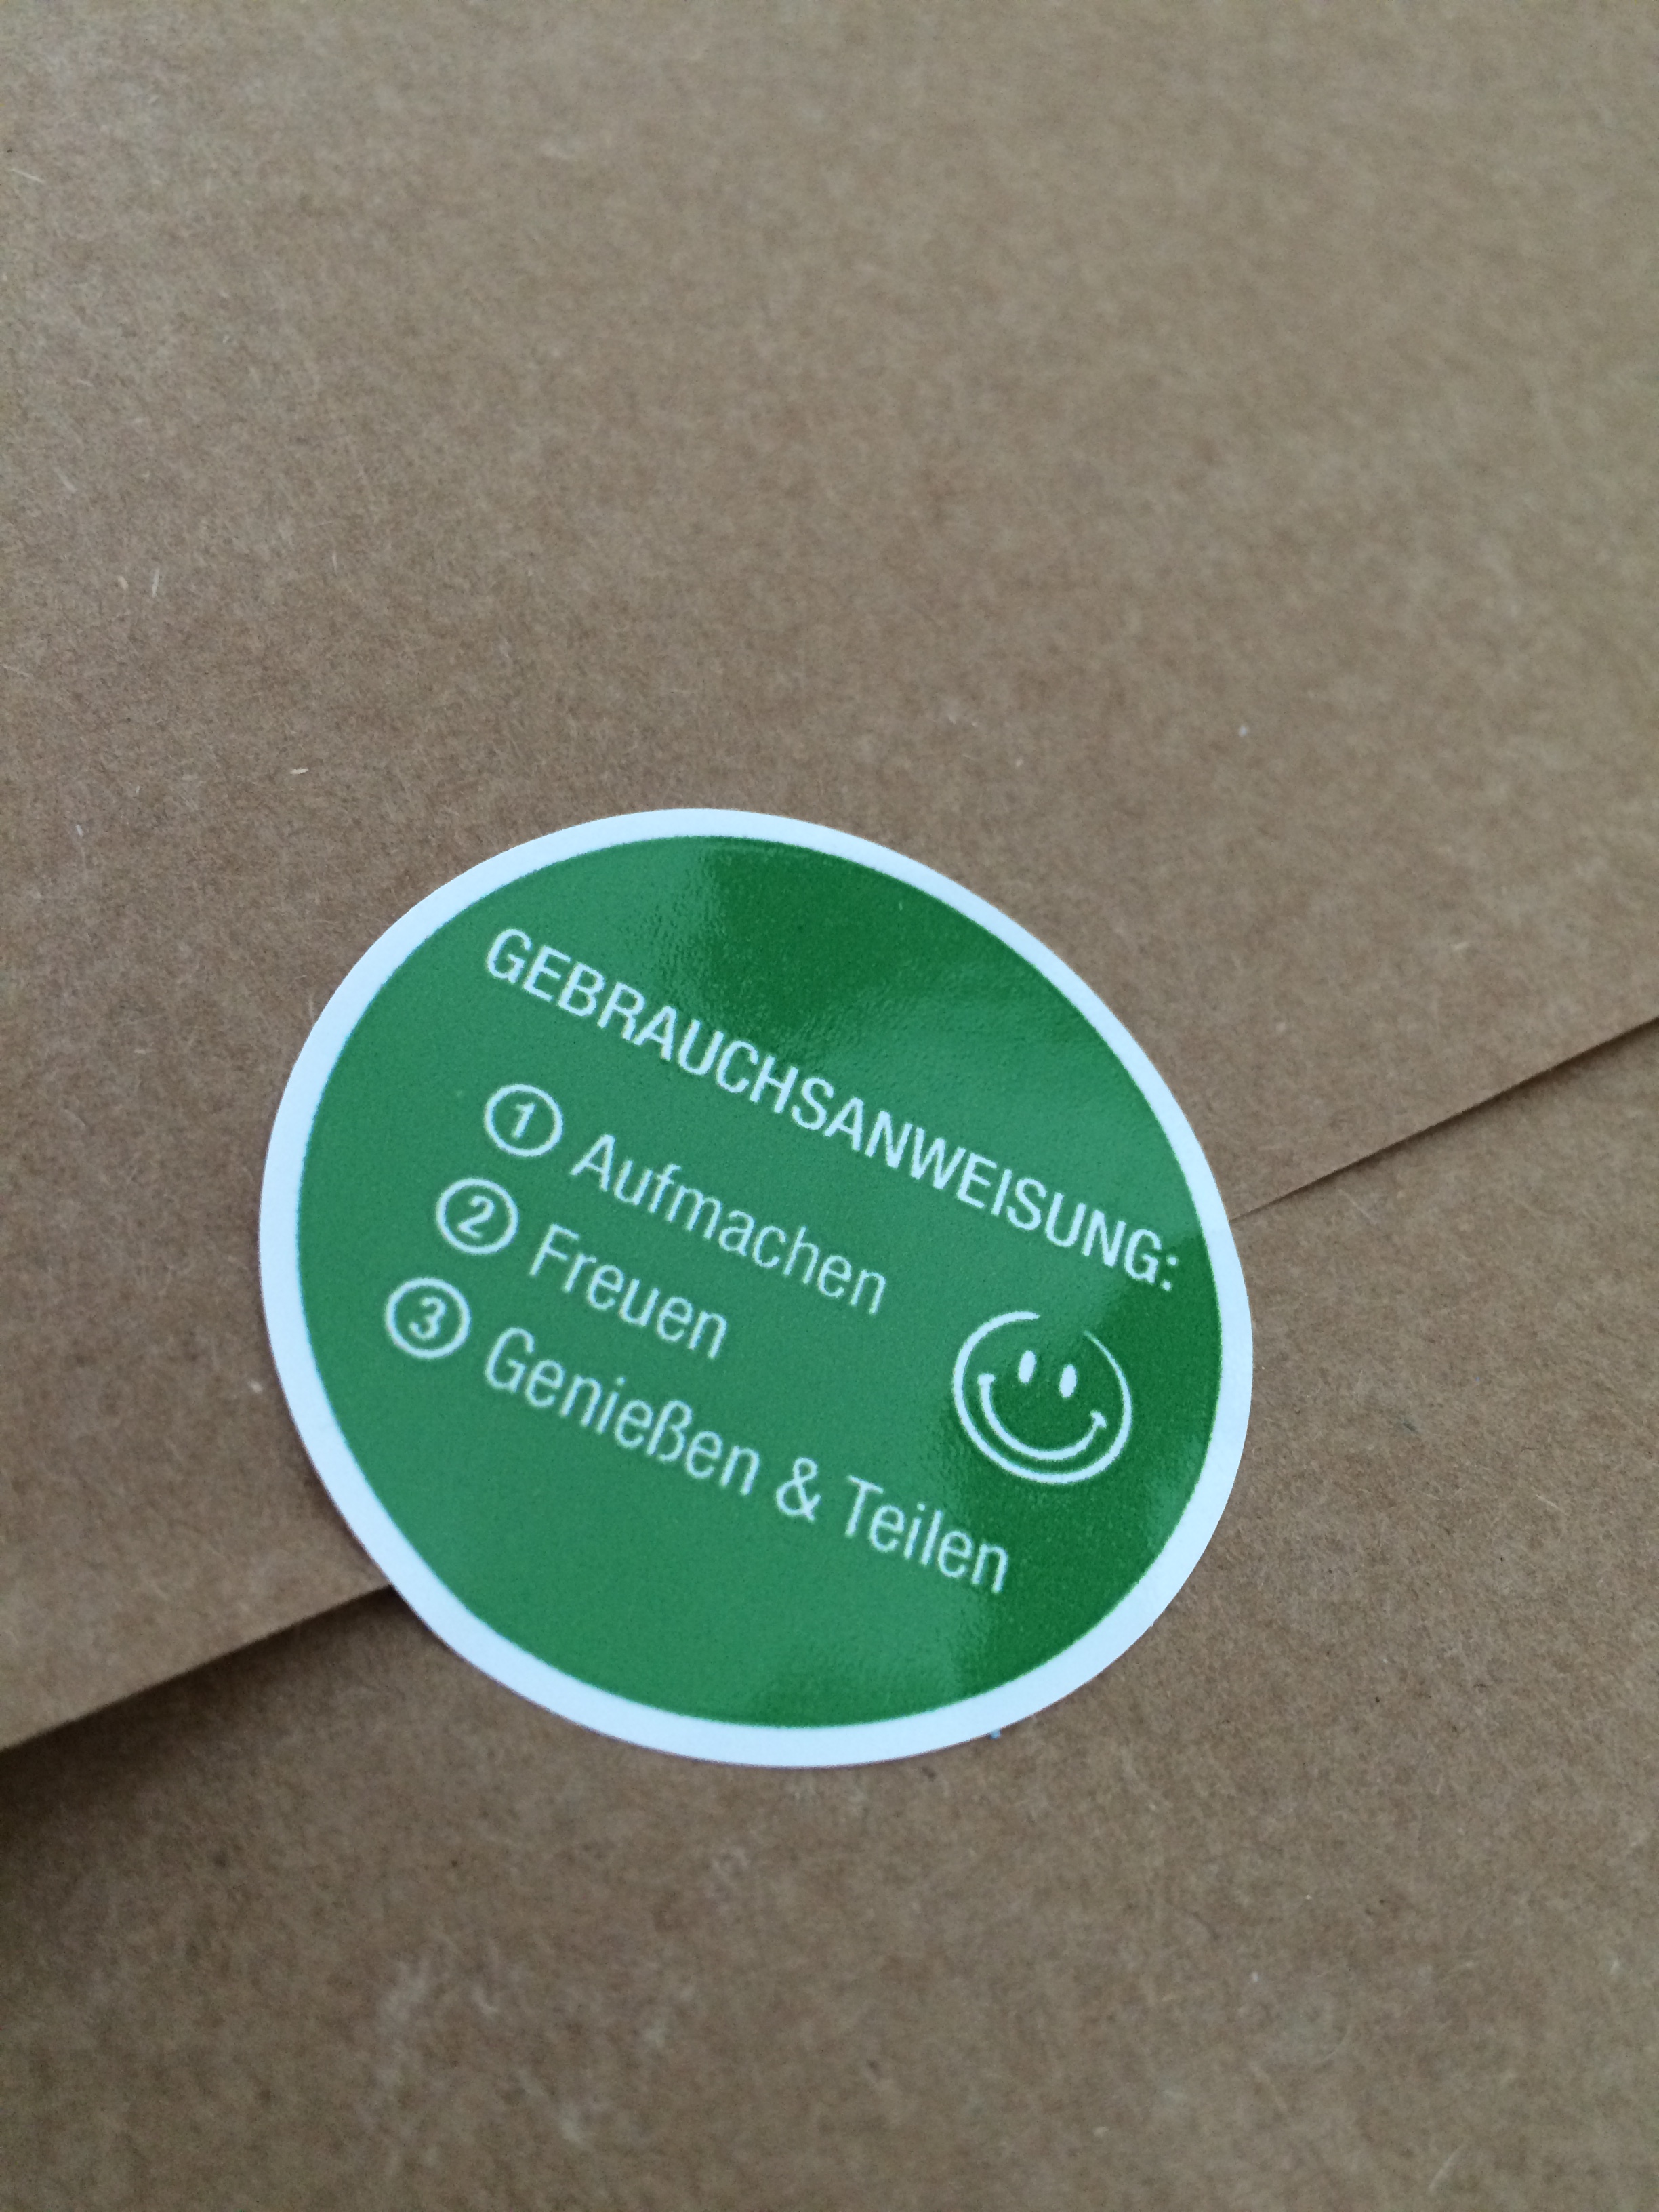 GEBRAUCHSANWEISUNG:
① Aufmachen
② Freuen
③ Genießen & Teilen